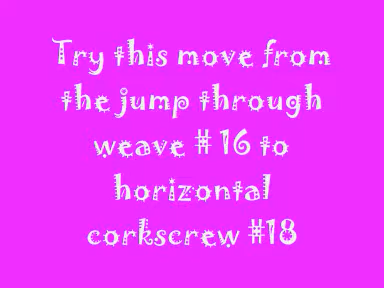 Try this move from
the jump through
weave # 16 to
horizontal
corkscrew #18